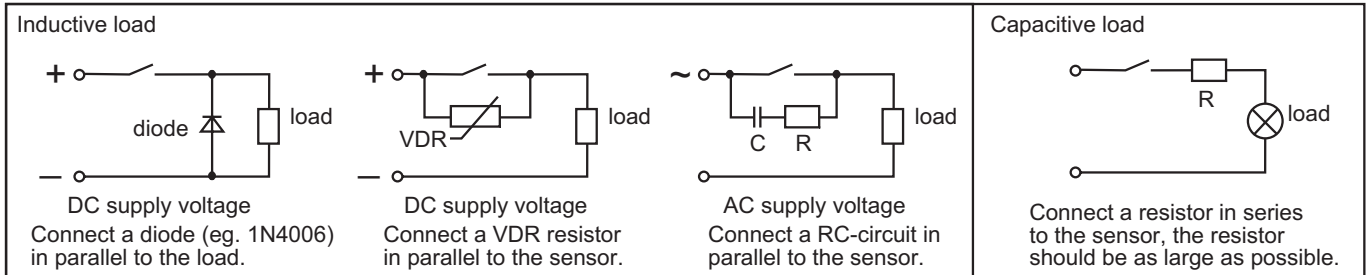 Inductive load
+
diode
load
—
DC supply voltage
Connect a diode (eg. 1N4006)
in parallel to the load.
+
VDR
load
—
DC supply voltage
Connect a VDR resistor
in parallel to the sensor.
~
C R
load
AC supply voltage
Connect a RC-circuit in
parallel to the sensor.
Capacitive load
R
load
Connect a resistor in series
to the sensor, the resistor
should be as large as possible.